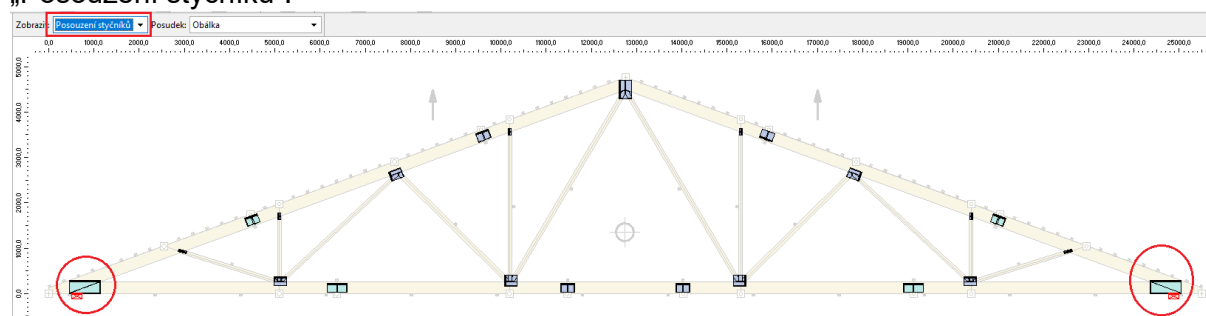 „Posouzení styčníků“.
Zobrazit: Posouzení styčníků Posudek: Obálka
0,0 1000,0 2000,0 3000,0 4000,0 5000,0 6000,0 7000,0 8000,0 9000,0 10000,0 11000,0 12000,0 13000,0 14000,0 15000,0 16000,0 17000,0 18000,0 19000,0 20000,0 21000,0 22000,0 23000,0 24000,0 25000,0
5000,0
4000,0
3000,0
2000,0
1000,0
0,0